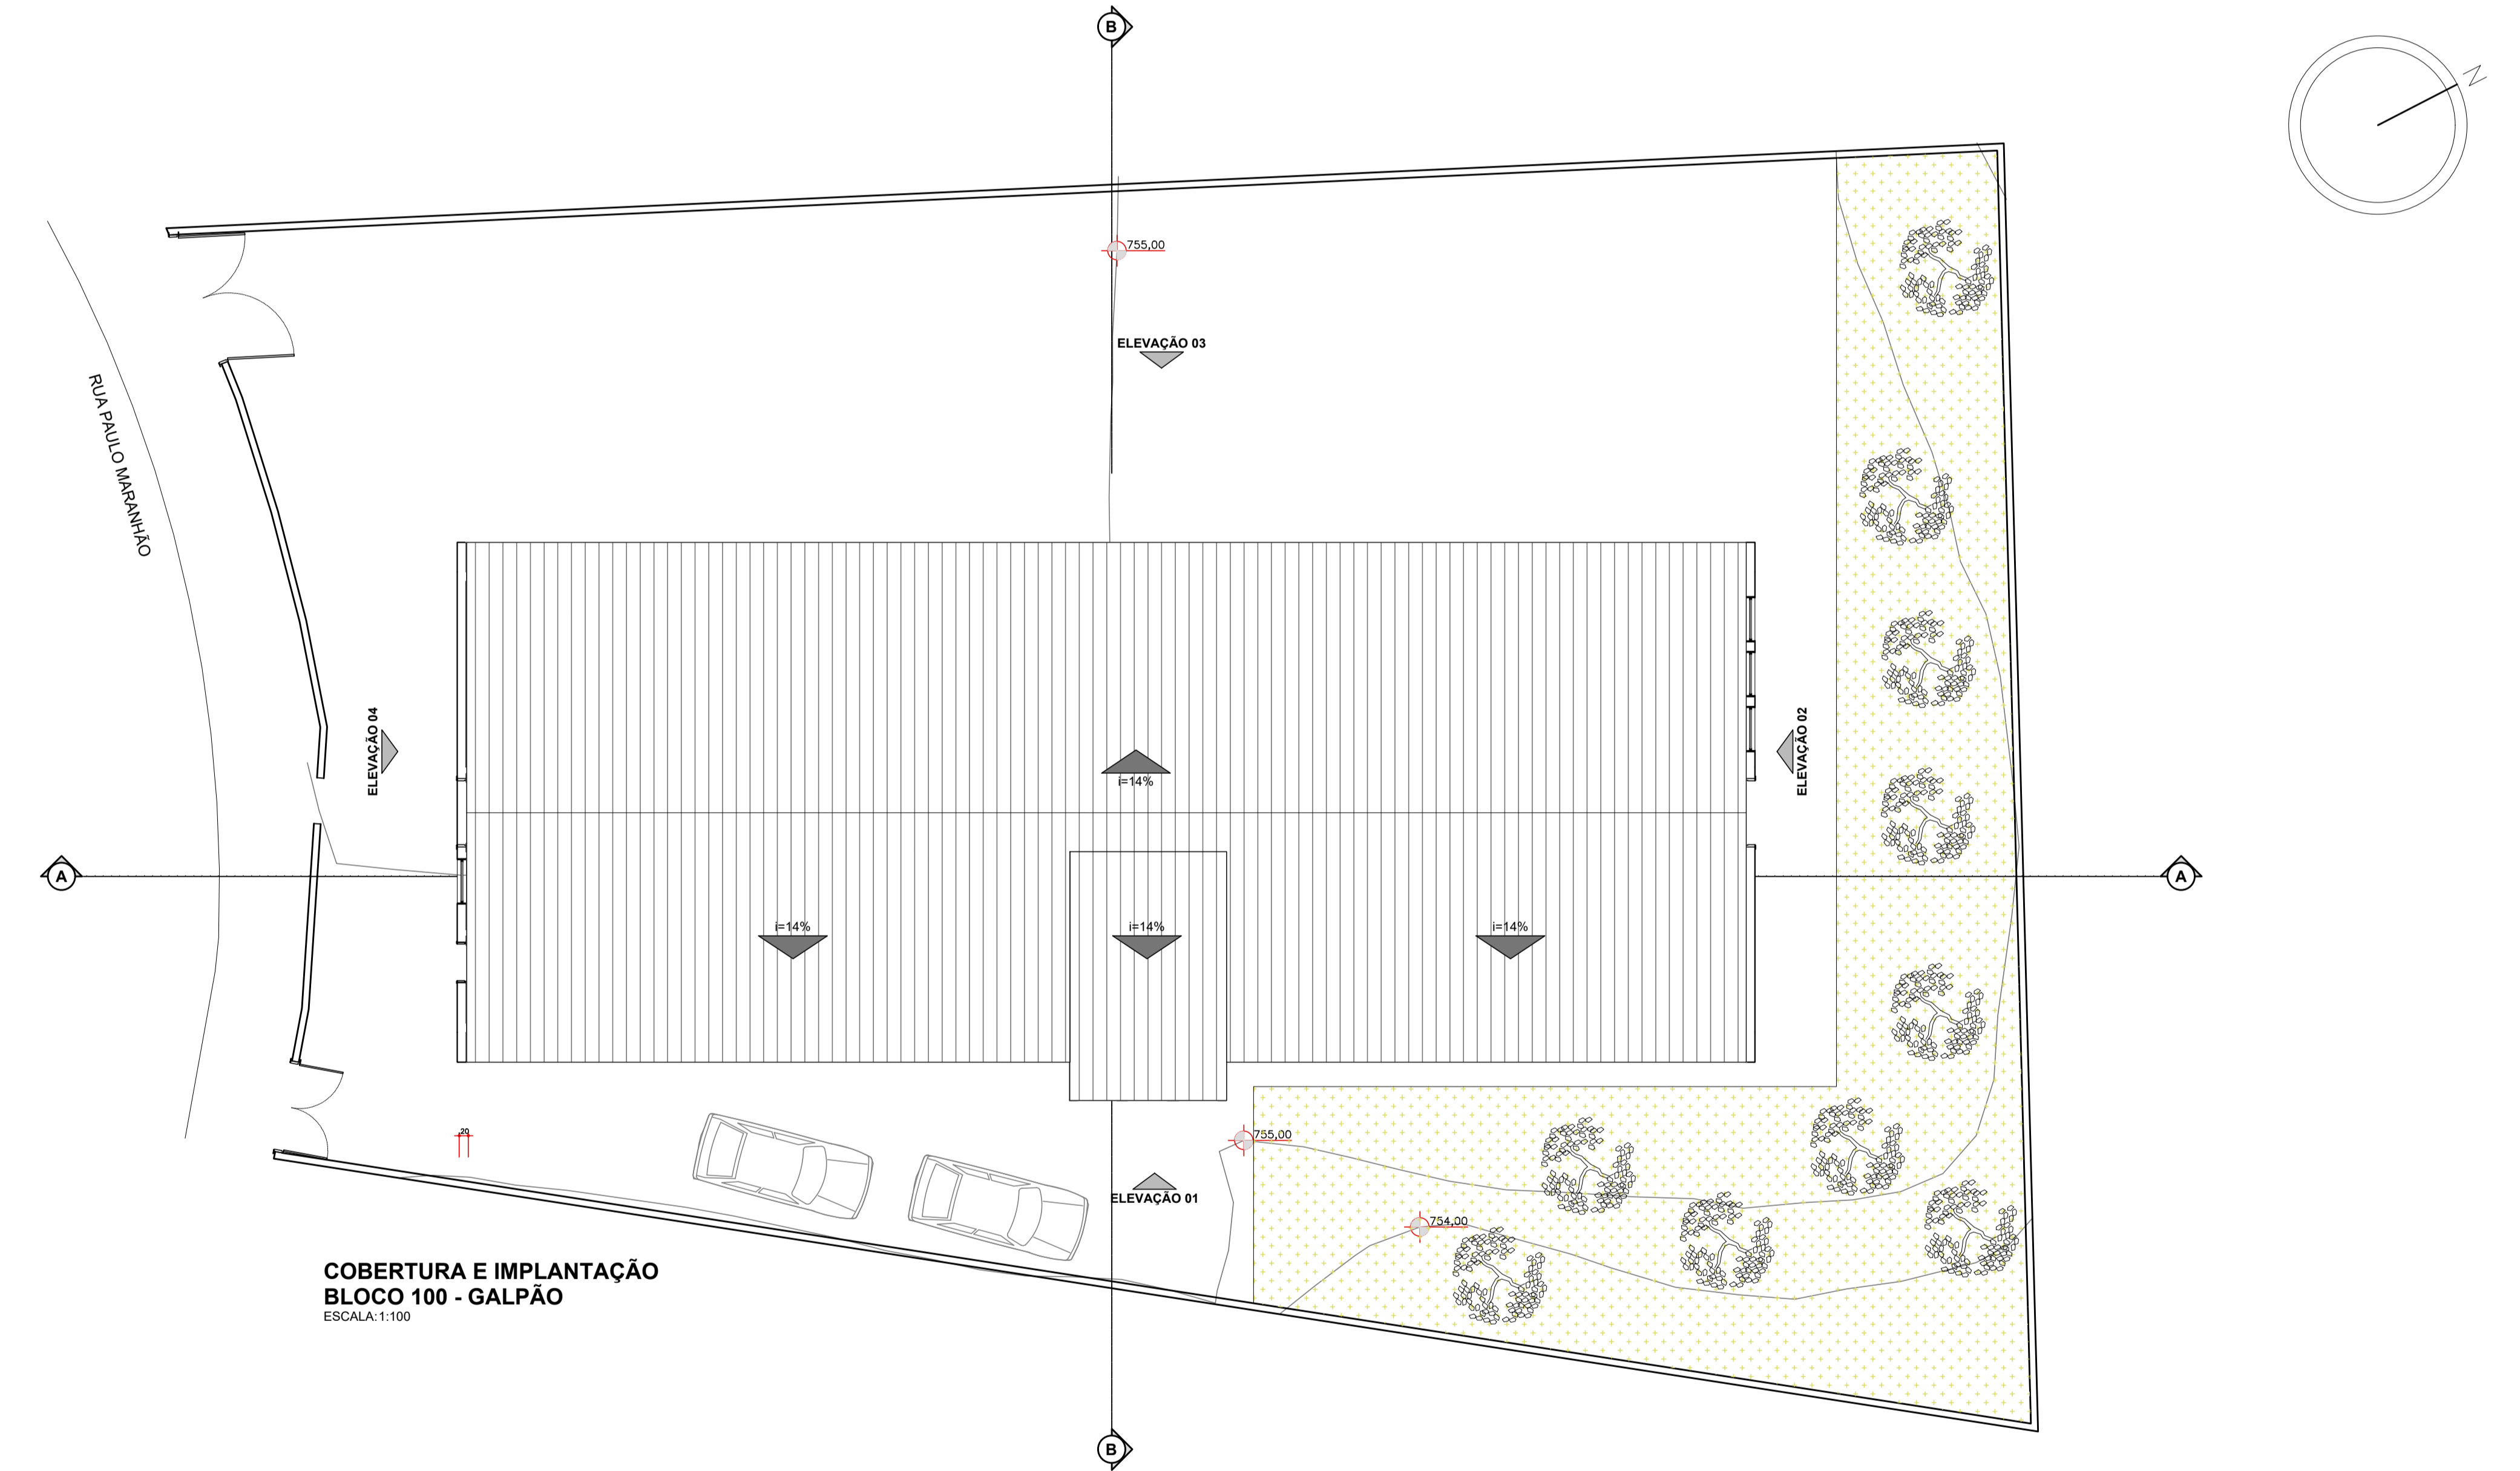 B
N
755,00
ELEVAÇÃO 03
RUA PAULO MARANHÃO
ELEVAÇÃO 04
ELEVAÇÃO 02
i=14%
A
A
i=14%
i=14%
i=14%
,20
755,00
ELEVAÇÃO 01
754,00
COBERTURA E IMPLANTAÇÃO
BLOCO 100 - GALPÃO
ESCALA:1:100
B